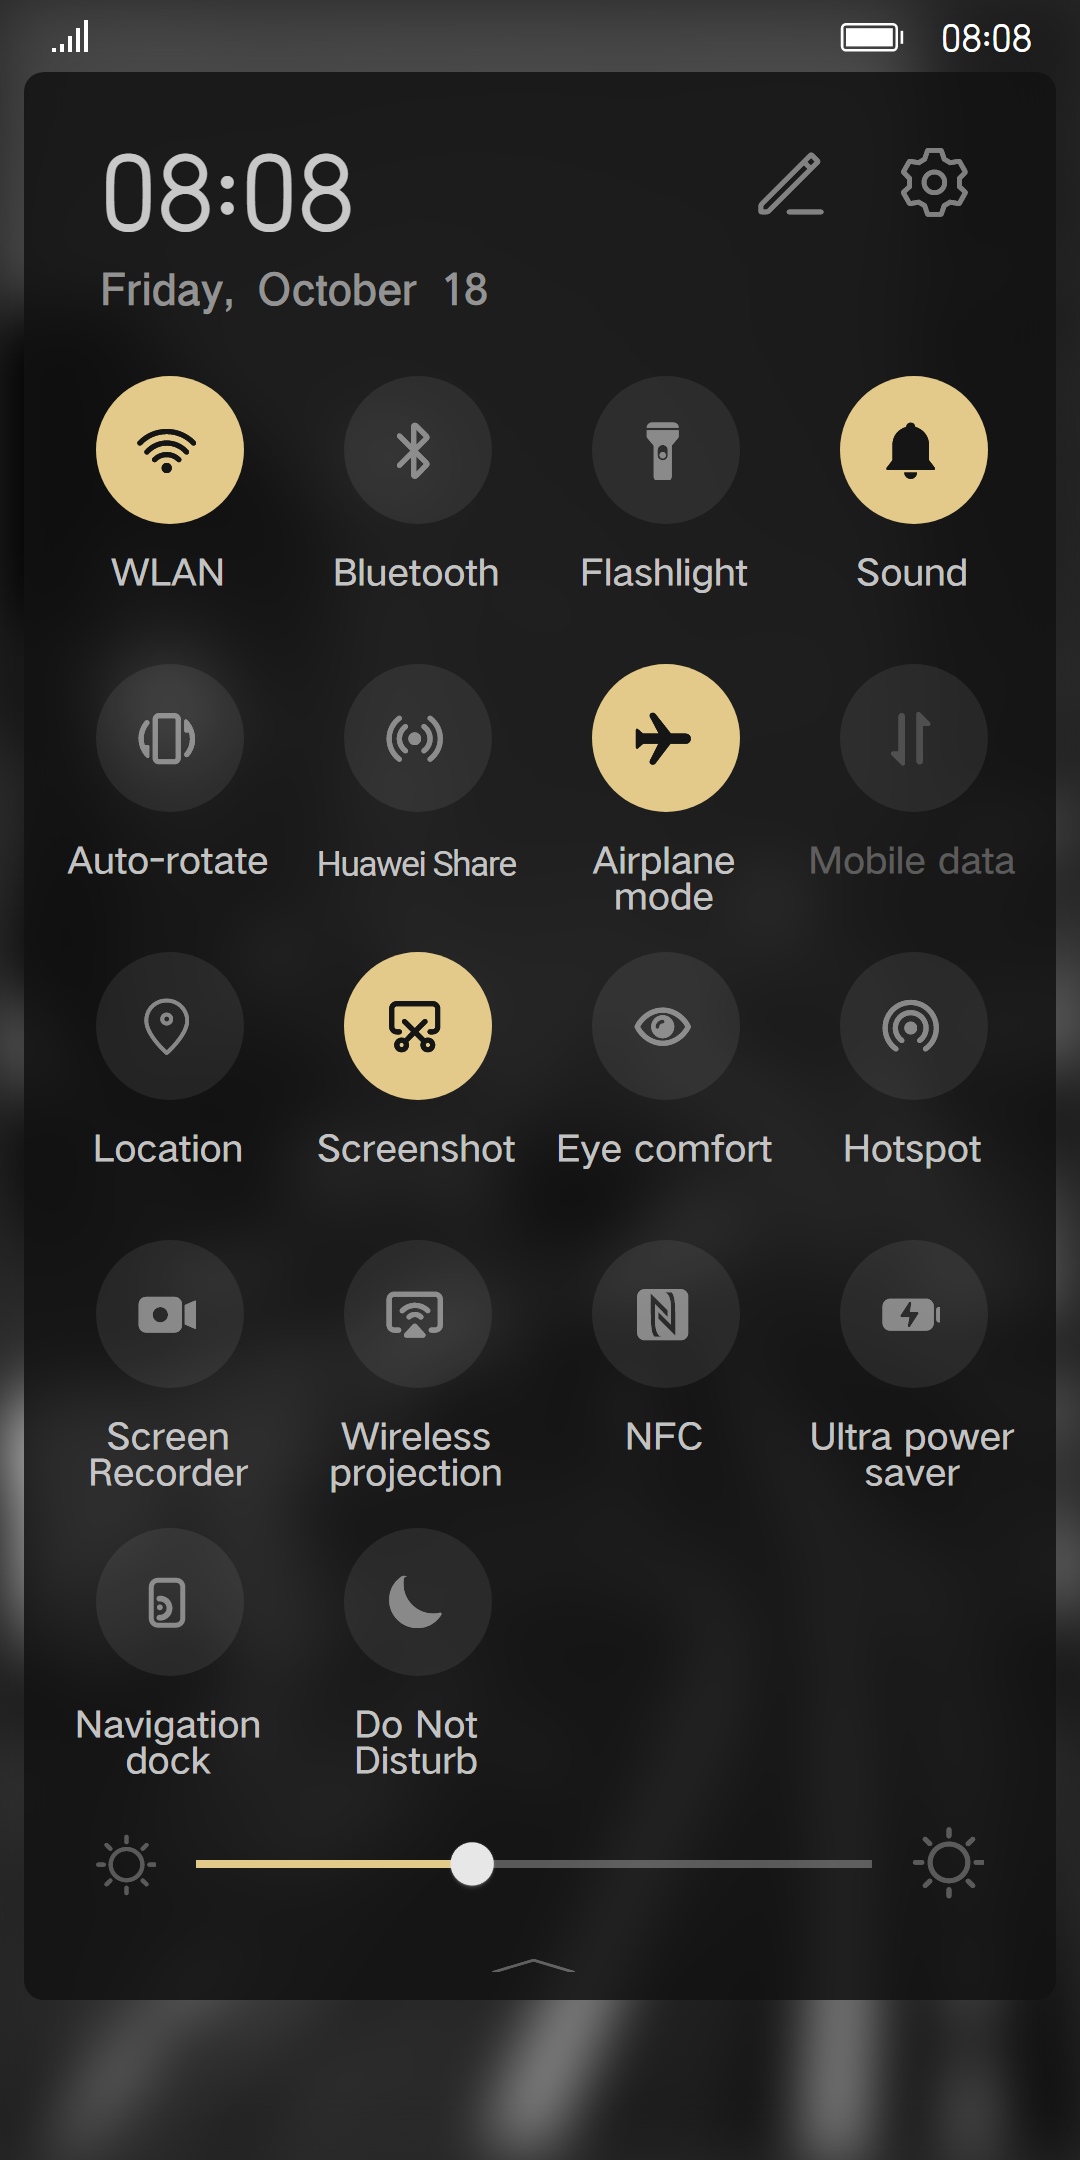 08:08
08:08
Friday, October 18
WLAN
Bluetooth
Flashlight
Sound
Auto-rotate
Huawei Share
Airplane
mode
Mobile data
Location
Screenshot
Eye comfort
Hotspot
Screen
Recorder
Wireless
projection
NFC
Ultra power
saver
Navigation
dock
Do Not
Disturb